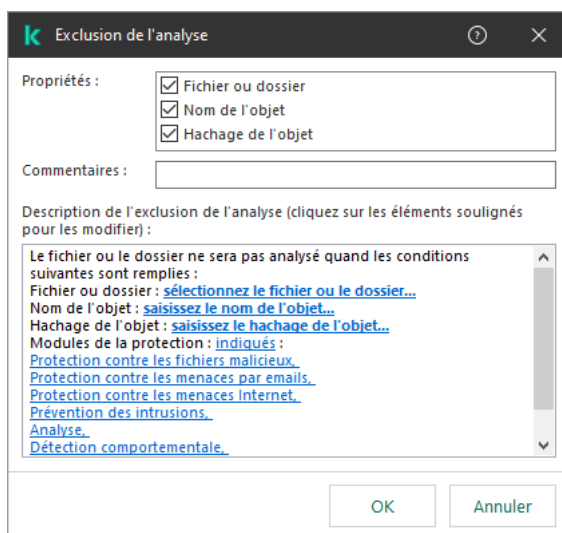 Exclusion de l'analyse
Propriétés :
Fichier ou dossier
Nom de l'objet
Hachage de l'objet
Commentaires :
Description de l'exclusion de l'analyse (cliquez sur les éléments soulignés
pour les modifier) :
Le fichier ou le dossier ne sera pas analysé quand les conditions
suivantes sont remplies :
Fichier ou dossier : sélectionnez le fichier ou le dossier...
Nom de l'objet : saisissez le nom de l'objet...
Hachage de l'objet : saisissez le hachage de l'objet...
Modules de la protection : indiqués :
Protection contre les fichiers malicieux,
Protection contre les menaces par emails,
Protection contre les menaces Internet,
Prévention des intrusions,
Analyse,
Détection comportementale,
OK
Annuler